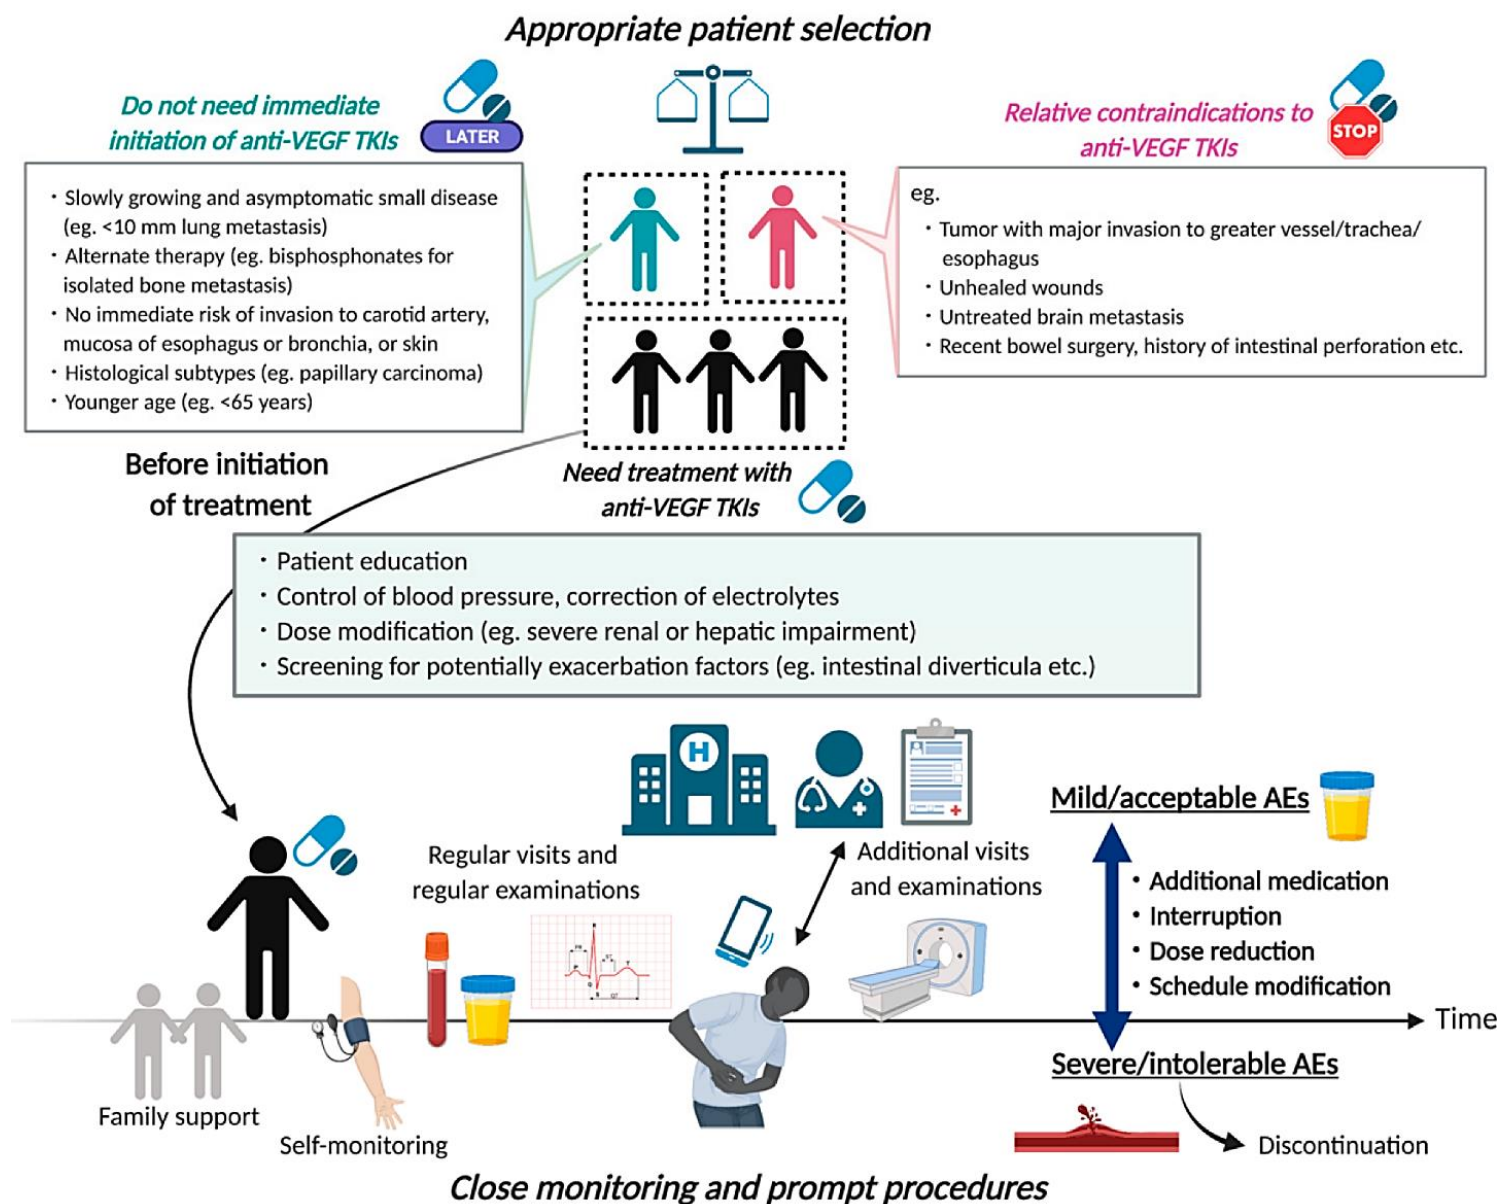 Appropriate patient selection
Do not need immediate
initiation of anti-VEGF TKIs
LATER
・Slowly growing and asymptomatic small disease
(eg. <10 mm lung metastasis)
・Alternate therapy (eg. bisphosphonates for
isolated bone metastasis)
・No immediate risk of invasion to carotid artery,
mucosa of esophagus or bronchia, or skin
・Histological subtypes (eg. papillary carcinoma)
・Younger age (eg. <65 years)
Relative contraindications to
anti-VEGF TKIs
STOP
eg.
・Tumor with major invasion to greater vessel/trachea/
esophagus
・Unhealed wounds
・Untreated brain metastasis
・Recent bowel surgery, history of intestinal perforation etc.
Need treatment with
anti-VEGF TKIs
Before initiation
of treatment
・Patient education
・Control of blood pressure, correction of electrolytes
・Dose modification (eg. severe renal or hepatic impairment)
・Screening for potentially exacerbation factors (eg. intestinal diverticula etc.)
H
Regular visits and
regular examinations
Additional visits
and examinations
Mild/acceptable AEs
• Additional medication
• Interruption
• Dose reduction
• Schedule modification
Time
Severe/intolerable AEs
Discontinuation
Family support
Self-monitoring
Close monitoring and prompt procedures